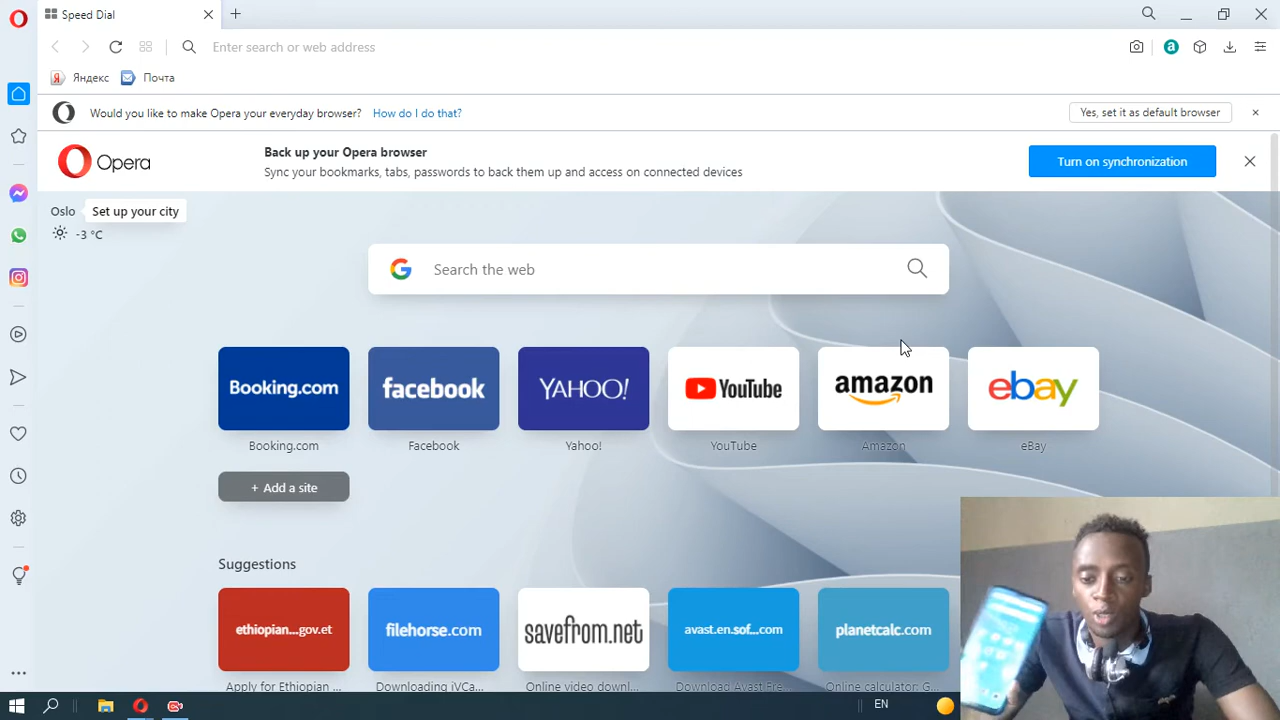 Speed Dial
Enter search or web address
Яндекс
Почта
Would you like to make Opera your everyday browser?
How do I do that?
Yes, set it as default browser
Opera
Back up your Opera browser
Sync your bookmarks, tabs, passwords to back them up and access on connected devices
Turn on synchronization
Oslo
Set up your city
-3 °C
Search the web
Booking.com
facebook
YAHOO!
YouTube
amazon
ebay
Booking.com
Facebook
Yahoo!
YouTube
Amazon
eBay
+ Add a site
Suggestions
ethiopian...gov.et
filehorse.com
savefrom.net
avast.en.sof...com
planetcalc.com
Apply for Ethiopian ...
Downloading iVCa...
Online video downl...
Download Avast Fre...
Online calculator: G...
EN